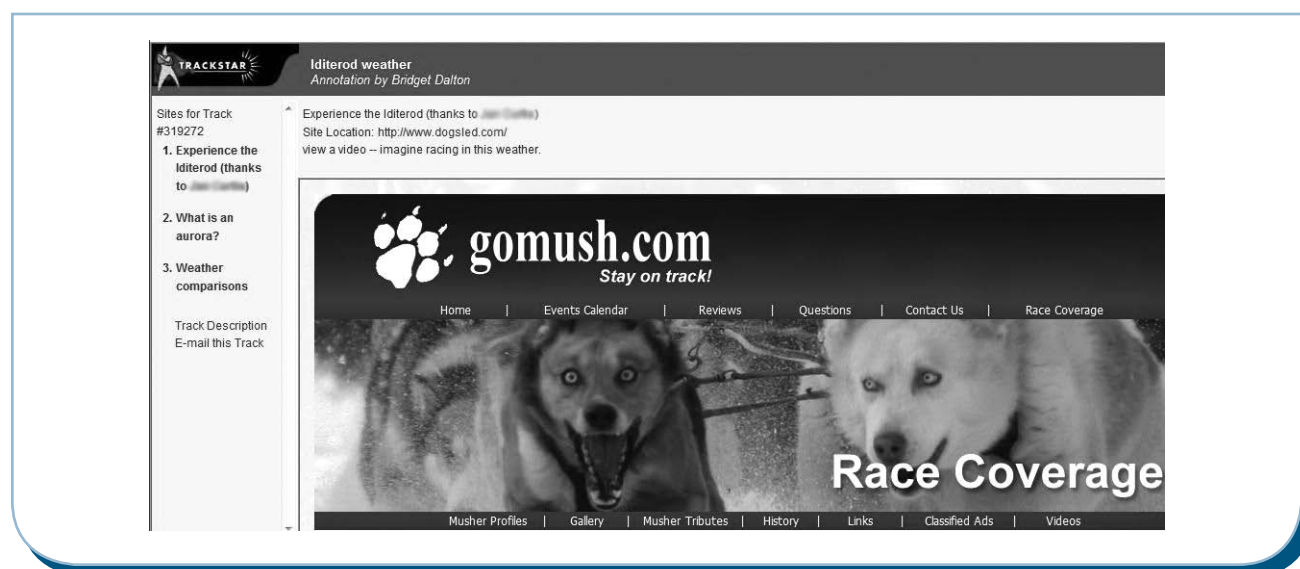 TRACKSTAR
Iditerod weather
Annotation by Bridget Dalton
Sites for Track
#319272
1. Experience the
Iditerod (thanks
to )
2. What is an
aurora?
3. Weather
comparisons
Track Description
E-mail this Track
Experience the Iditerod (thanks to )
Site Location: http://www.dogsled.com/
view a video -- imagine racing in this weather.
gomush.com
Stay on track!
Home | Events Calendar | Reviews | Questions | Contact Us | Race Coverage
Race Coverage
Musher Profiles | Gallery | Musher Tributes | History | Links | Classified Ads | Videos